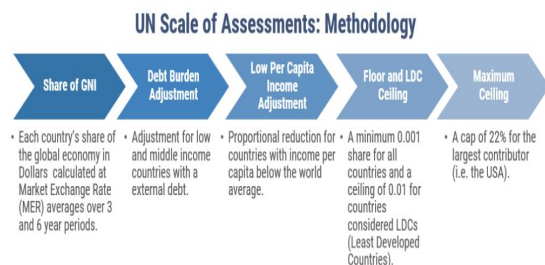 UN Scale of Assessments: Methodology
Share of GNI
Debt Burden
Adjustment
Low Per Capita
Income
Adjustment
Floor and LDC
Ceiling
Maximum
Ceiling
• Each country's share of
the global economy in
Dollars calculated at
Market Exchange Rate
(MER) averages over 3
and 6 year periods.
• Adjustment for low
and middle income
countries with a
external debt.
• Proportional reduction for
countries with income per
capita below the world
average.
• A minimum 0.001
share for all
countries and a
ceiling of 0.01 for
countries
considered LDCs
(Least Developed
Countries).
• A cap of 22% for the
largest contributor
(i.e. the USA).